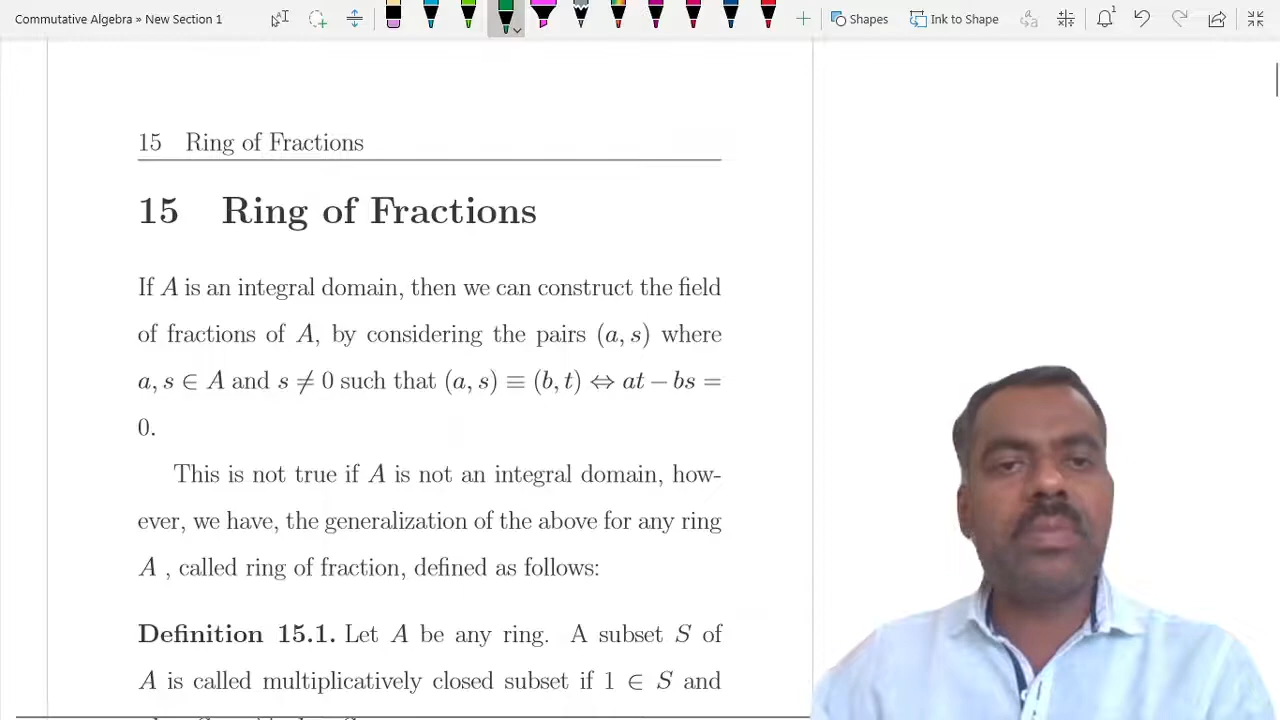 Commutative Algebra » New Section 1
Shapes
Ink to Shape
15 Ring of Fractions
15 Ring of Fractions
If A is an integral domain, then we can construct the field
of fractions of A, by considering the pairs (a, s) where
a, s ∈ A and s ≠ 0 such that (a, s) ≡ (b, t) ⇔ at − bs =
0.
This is not true if A is not an integral domain, how-
ever, we have, the generalization of the above for any ring
A , called ring of fraction, defined as follows:
Definition 15.1. Let A be any ring. A subset S of
A is called multiplicatively closed subset if 1 ∈ S and